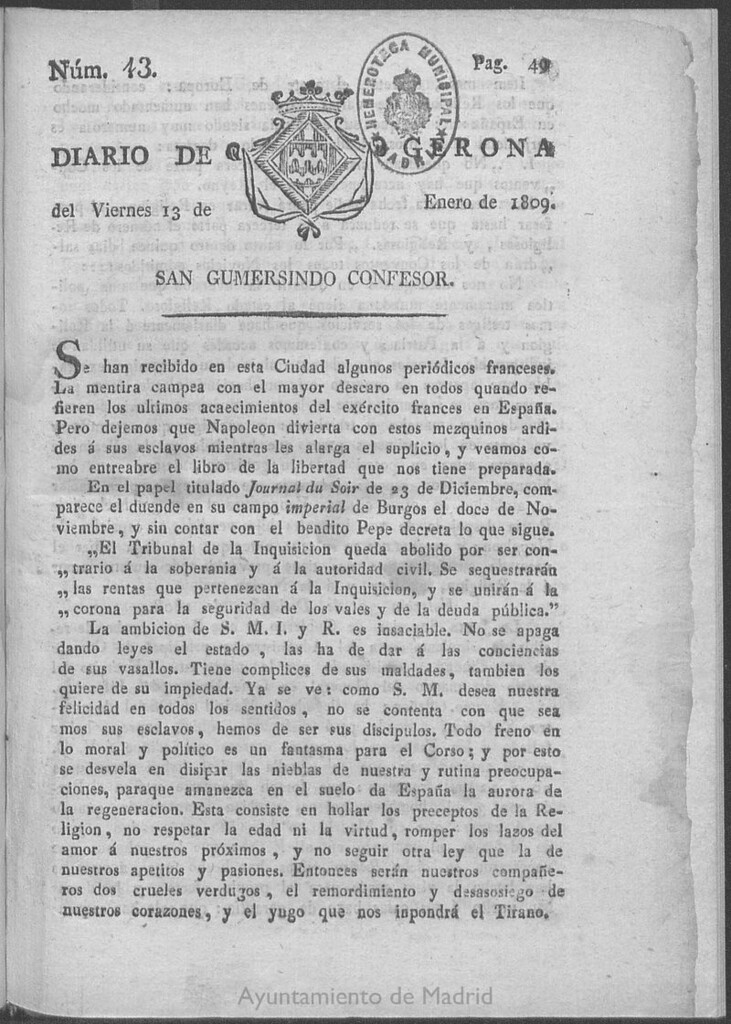 Núm. 13.
Pag. 49
HEMEROTECA MUNICIPAL
MADRID
DIARIO DE GERONA
del Viernes 13 de Enero de 1809.
SAN GUMERSINDO CONFESOR.
Se han recibido en esta Ciudad algunos periódicos franceses.
La mentira campea con el mayor descaro en todos quando re-
fieren los ultimos acaecimientos del exército frances en España.
Pero dejemos que Napoleon divierta con estos mezquinos ardi-
des á sus esclavos mientras les alarga el suplicio, y veamos co-
mo entreabre el libro de la libertad que nos tiene preparada.
En el papel titulado Journal du Soir de 23 de Diciembre, com-
parece el duende en su campo imperial de Burgos el doce de No-
viembre, y sin contar con el bendito Pepe decreta lo que sigue.
„El Tribunal de la Inquisicion queda abolido por ser con-
„trario á la soberania y á la autoridad civil. Se sequestrarán
„las rentas que pertenezcan á la Inquisicion, y se unirán á la
„corona para la seguridad de los vales y de la deuda pública.”
La ambicion de S. M. I. y R. es insaciable. No se apaga
dando leyes el estado, las ha de dar á las conciencias
de sus vasallos. Tiene complices de sus maldades, tambien los
quiere de su impiedad. Ya se ve: como S. M. desea nuestra
felicidad en todos los sentidos, no se contenta con que sea
mos sus esclavos, hemos de ser sus discipulos. Todo freno en
lo moral y político es un fantasma para el Corso; y por esto
se desvela en disipar las nieblas de nuestra y rutina preocupa-
ciones, paraque amanezca en el suelo da España la aurora de
la regeneracion. Esta consiste en hollar los preceptos de la Re-
ligion, no respetar la edad ni la virtud, romper los lazos del
amor á nuestros próximos, y no seguir otra ley que la de
nuestros apetitos y pasiones. Entonces serán nuestros compañe-
ros dos crueles verdugos, el remordimiento y desasosiego de
nuestros corazones, y el yugo que nos inpondrá el Tirano.
Ayuntamiento de Madrid